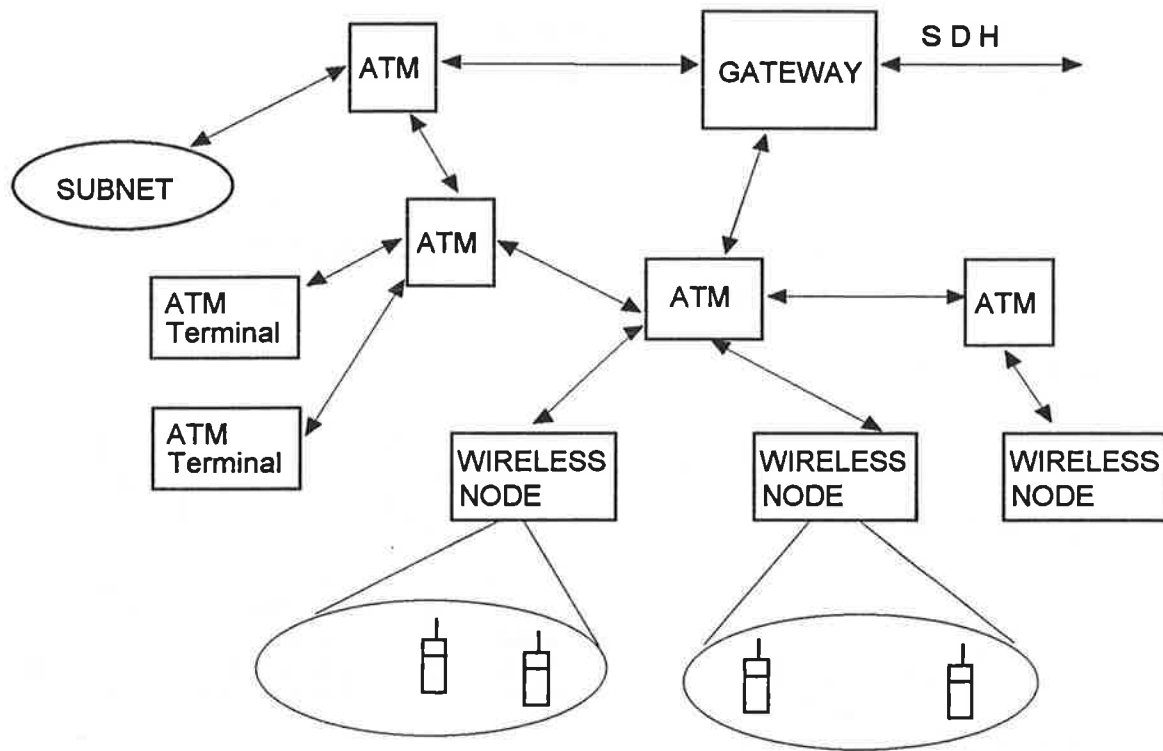 S D H
ATM
GATEWAY
SUBNET
ATM
ATM
ATM
ATM
Terminal
ATM
Terminal
WIRELESS
NODE
WIRELESS
NODE
WIRELESS
NODE